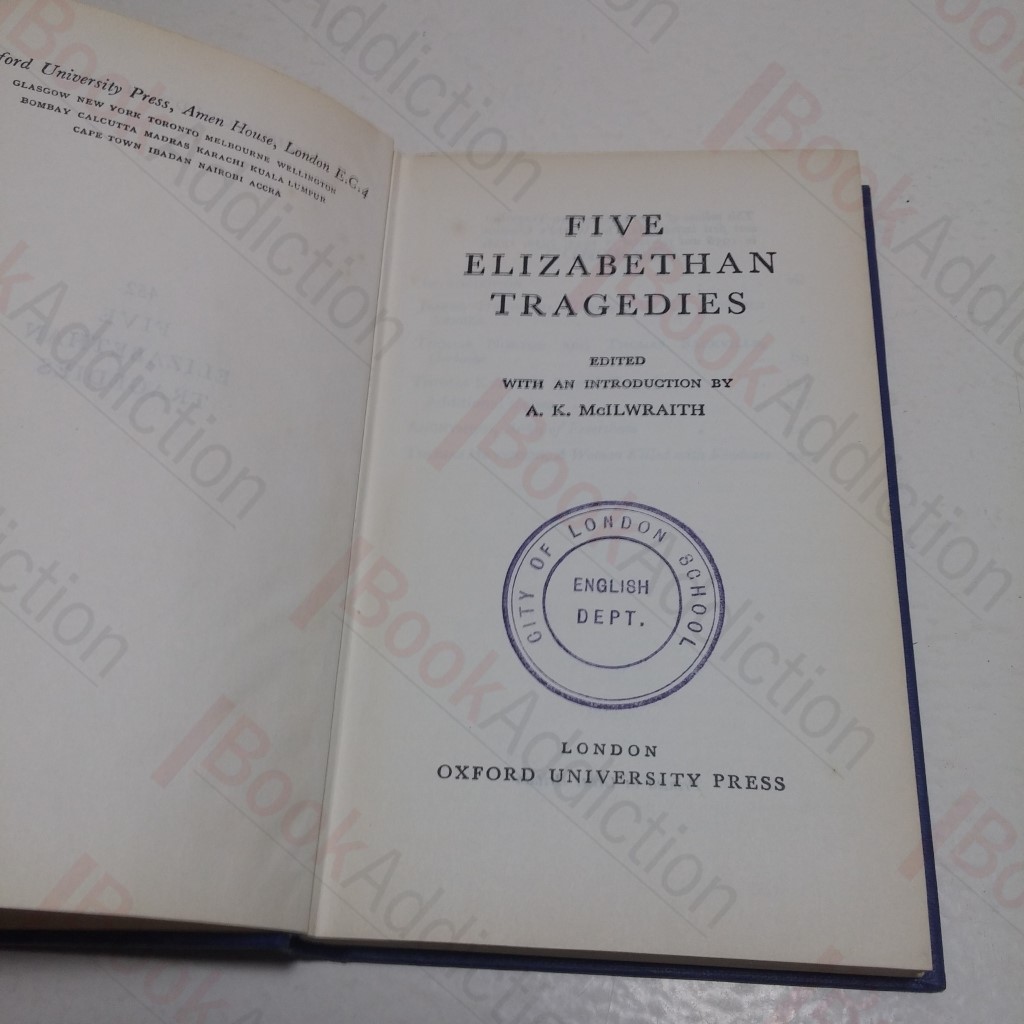 ford University Press, Amen House, London E.C.4
GLASGOW NEW YORK TORONTO MELBOURNE WELLINGTON
BOMBAY CALCUTTA MADRAS KARACHI KUALA LUMPUR
CAPE TOWN IBADAN NAIROBI ACCRA
FIVE
ELIZABETHAN
TRAGEDIES
EDITED
WITH AN INTRODUCTION BY
A. K. McILWRAITH
CITY OF LONDON SCHOOL
ENGLISH
DEPT.
LONDON
OXFORD UNIVERSITY PRESS
BookAddiction